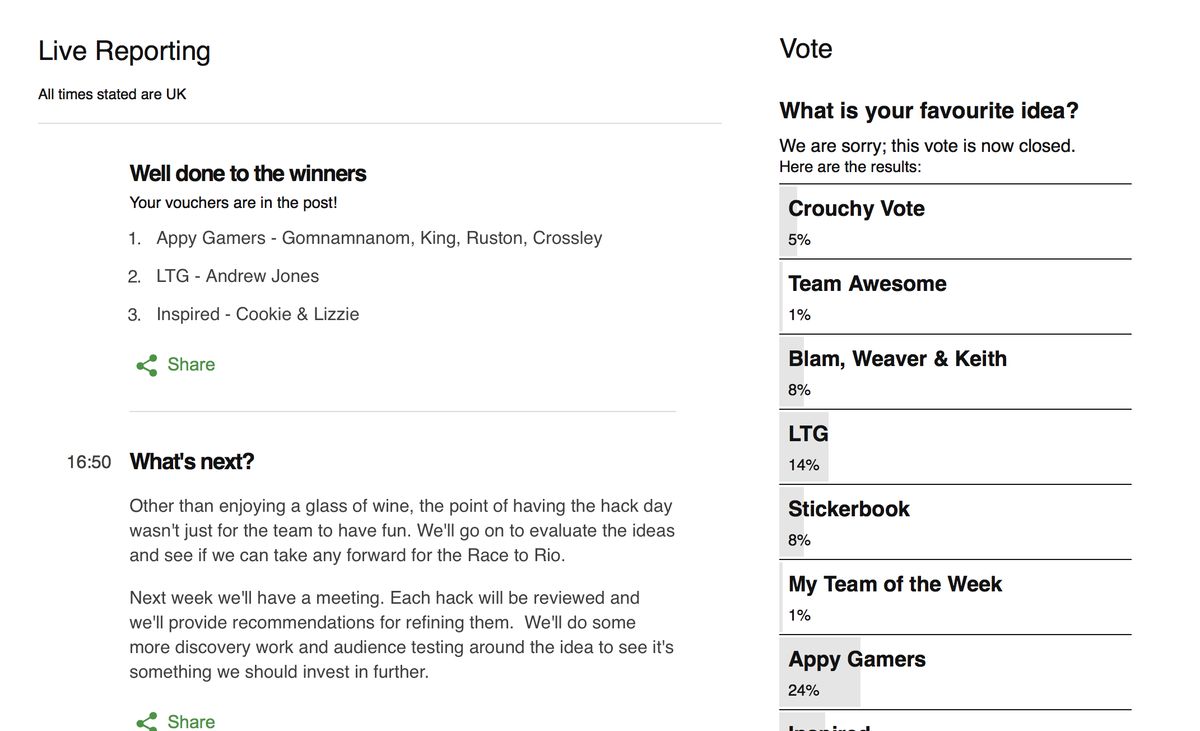 Live Reporting
All times stated are UK
Well done to the winners
Your vouchers are in the post!
1. Appy Gamers - Gomnamnanom, King, Ruston, Crossley
2. LTG - Andrew Jones
3. Inspired - Cookie & Lizzie
Share
16:50 What's next?
Other than enjoying a glass of wine, the point of having the hack day
wasn't just for the team to have fun. We'll go on to evaluate the ideas
and see if we can take any forward for the Race to Rio.
Next week we'll have a meeting. Each hack will be reviewed and
we'll provide recommendations for refining them.  We'll do some
more discovery work and audience testing around the idea to see it's
something we should invest in further.
Share
Vote
What is your favourite idea?
We are sorry; this vote is now closed.
Here are the results:
Crouchy Vote
5%
Team Awesome
1%
Blam, Weaver & Keith
8%
LTG
14%
Stickerbook
8%
My Team of the Week
1%
Appy Gamers
24%
Inspired